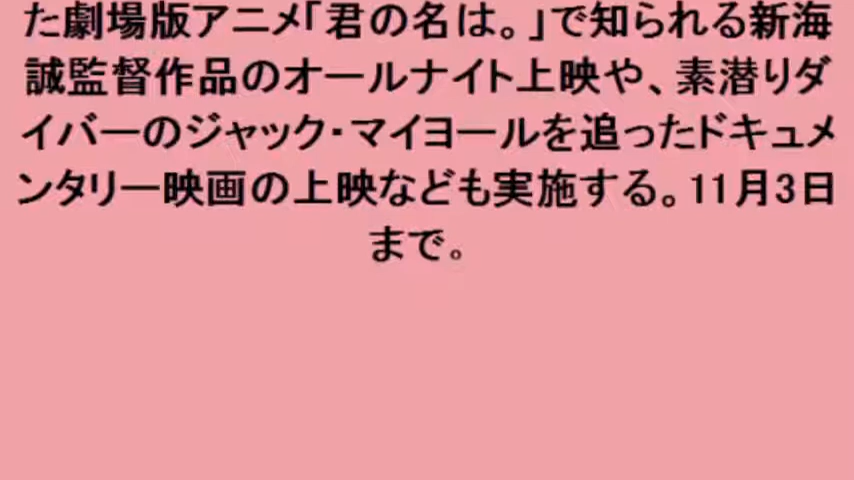 た劇場版アニメ「君の名は。」で知られる新海
誠監督作品のオールナイト上映や、素潜りダ
イバーのジャック・マイヨールを追ったドキュメ
ンタリー映画の上映なども実施する。11月3日
まで。